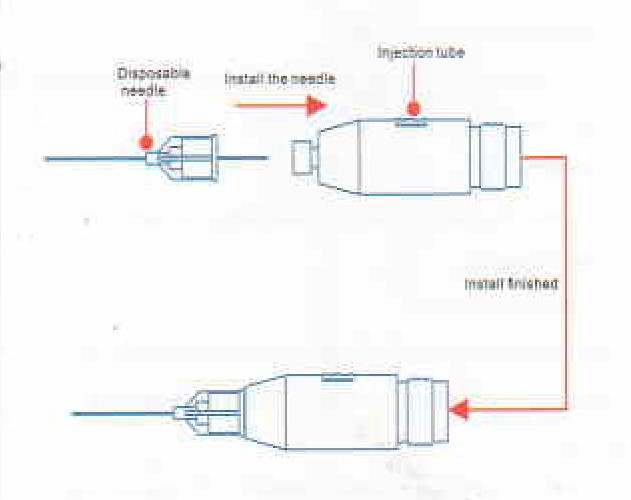 Injection tube
Disposable
needle
Install the needle
Install finished